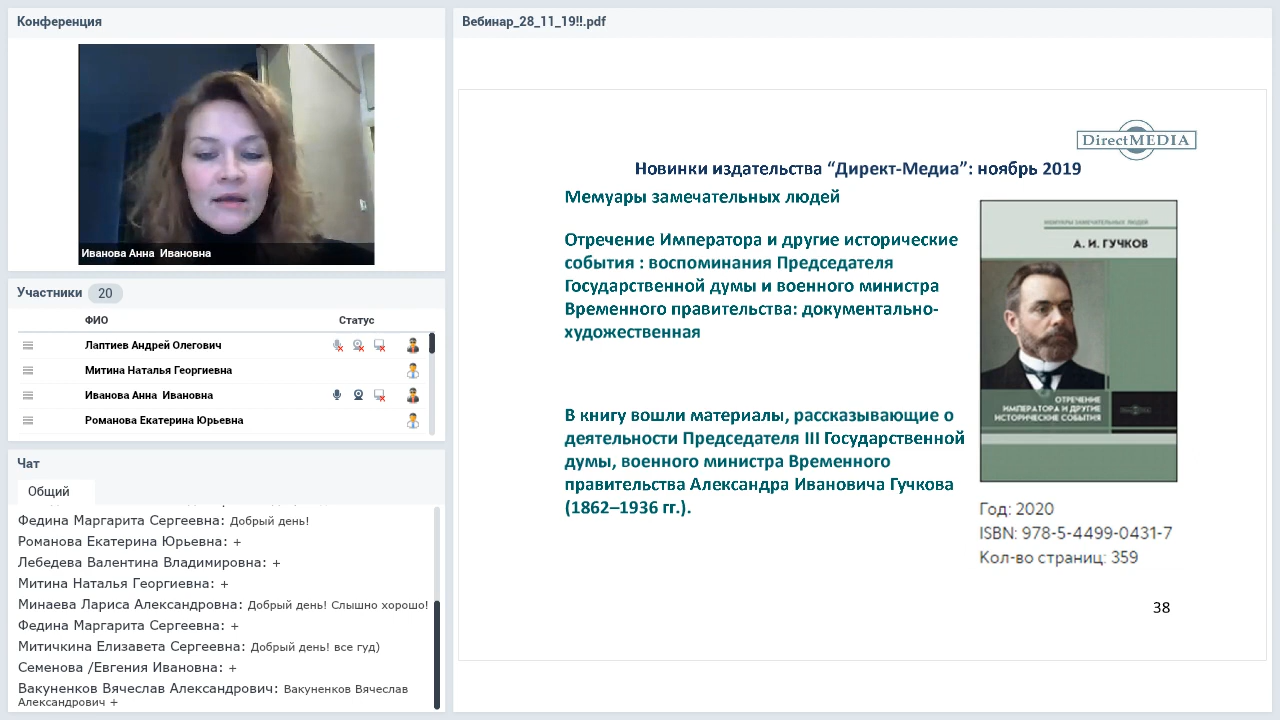 Конференция
Иванова Анна Ивановна
Участники 20
ФИО Статус
Лаптиев Андрей Олегович
Митина Наталья Георгиевна
Иванова Анна Ивановна
Романова Екатерина Юрьевна
Чат
Общий
Федина Маргарита Сергеевна: Добрый день!
Романова Екатерина Юрьевна: +
Лебедева Валентина Владимировна: +
Митина Наталья Георгиевна: +
Минаева Лариса Александровна: Добрый день! Слышно хорошо!
Федина Маргарита Сергеевна: +
Митичкина Елизавета Сергеевна: Добрый день! все гуд)
Семенова /Евгения Ивановна: +
Вакуненков Вячеслав Александрович: Вакуненков Вячеслав
Александрович +
Вебинар_28_11_19!!.pdf
DirectMEDIA
Новинки издательства “Директ-Медиа”: ноябрь 2019
Мемуары замечательных людей
Отречение Императора и другие исторические
события : воспоминания Председателя
Государственной думы и военного министра
Временного правительства: документально-
художественная
В книгу вошли материалы, рассказывающие о
деятельности Председателя III Государственной
думы, военного министра Временного
правительства Александра Ивановича Гучкова
(1862–1936 гг.).
МЕМУАРЫ ЗАМЕЧАТЕЛЬНЫХ ЛЮДЕЙ
А. И. ГУЧКОВ
ОТРЕЧЕНИЕ
ИМПЕРАТОРА И ДРУГИЕ
ИСТОРИЧЕСКИЕ СОБЫТИЯ
Год: 2020
ISBN: 978-5-4499-0431-7
Кол-во страниц: 359
38